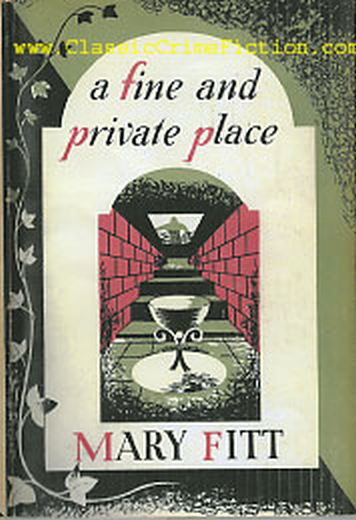 www.ClassicCrimeFiction.com
a fine and
private place
MARY FITT